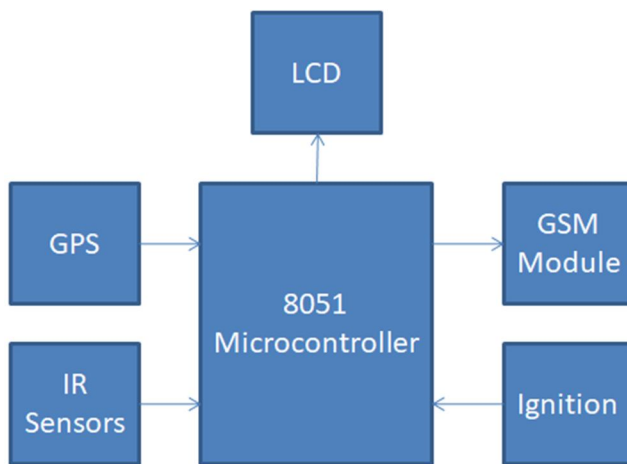 LCD
GPS
GSM
Module
8051
Microcontroller
IR
Sensors
Ignition